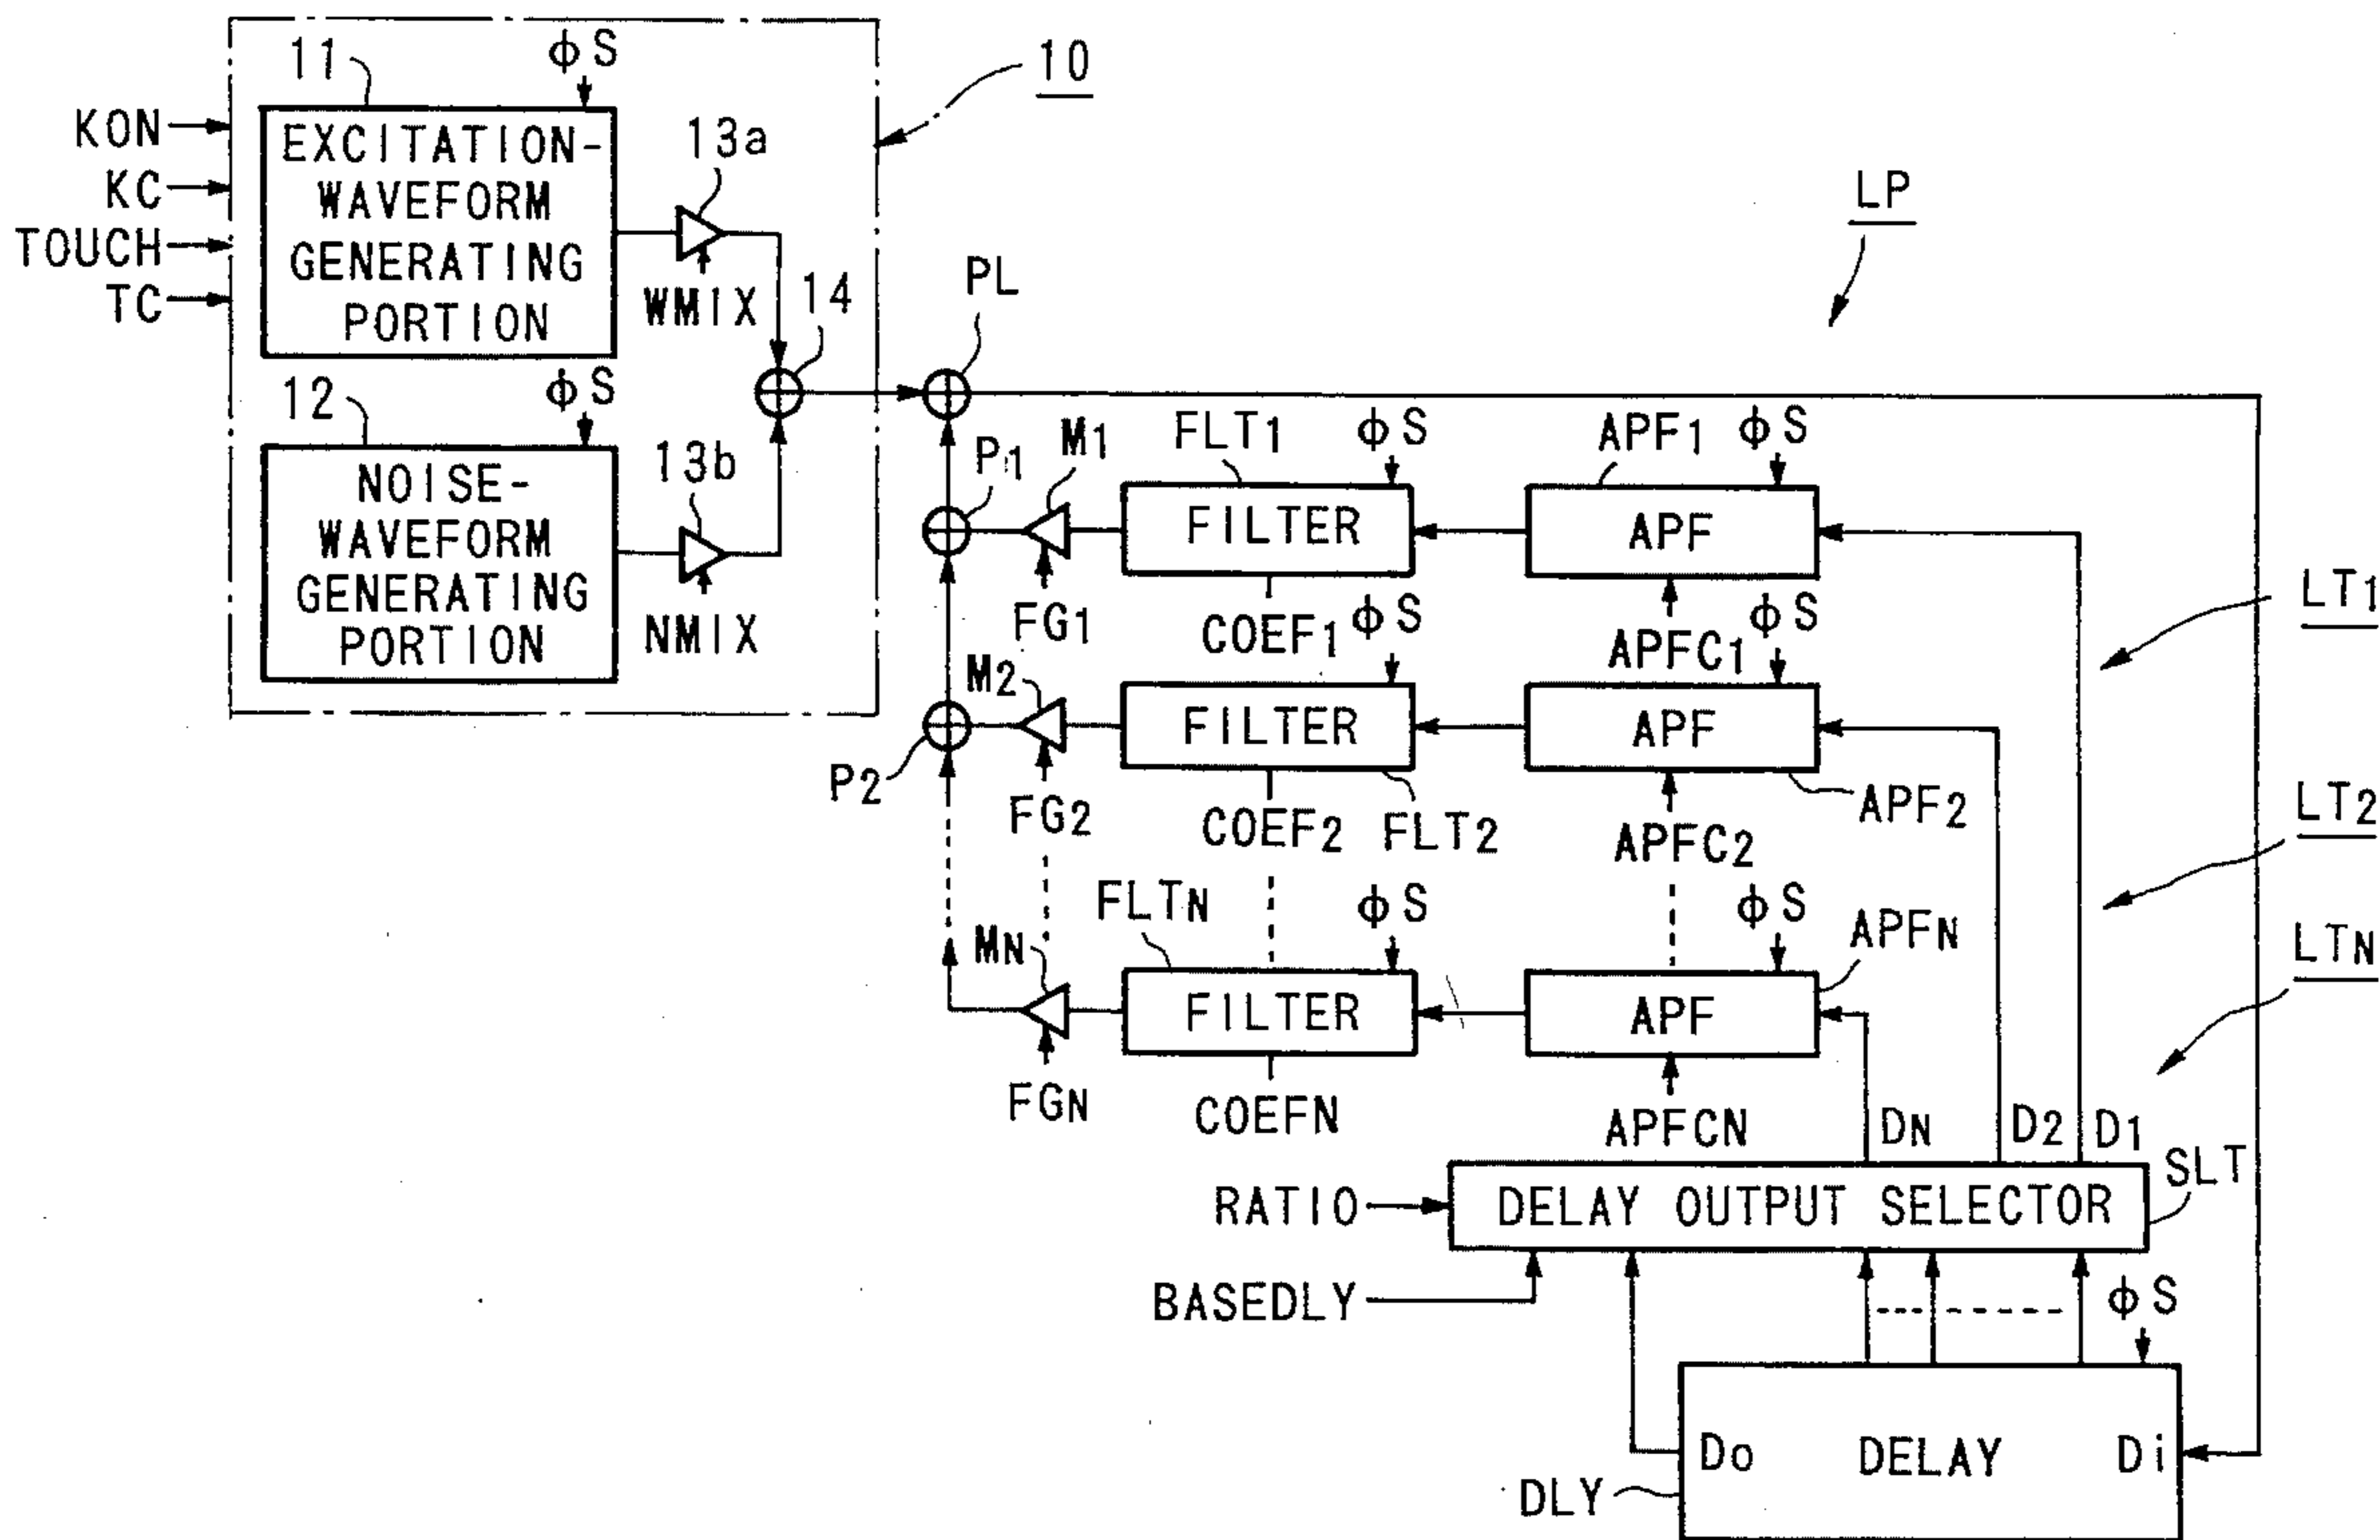 11
φS
10
KON
KC
TOUCH
TC
EXCITATION-
WAVEFORM
GENERATING
PORTION
13a
WMIX
14
PL
LP
12
φS
NOISE-
WAVEFORM
GENERATING
PORTION
13b
NMIX
P1
M1
FLT1
φS
APF1
φS
FILTER
APF
FG1
COEF1
APFC1
LT1
P2
M2
φS
φS
FILTER
APF
FG2
COEF2
FLT2
APFC2
APF2
LT2
MN
FLTN
φS
φS
APFN
FILTER
APF
FGN
COEFN
APFCN
LTN
DN
D2
D1
SLT
RATIO
DELAY OUTPUT SELECTOR
BASEDLY
φS
Do
DELAY
Di
DLY